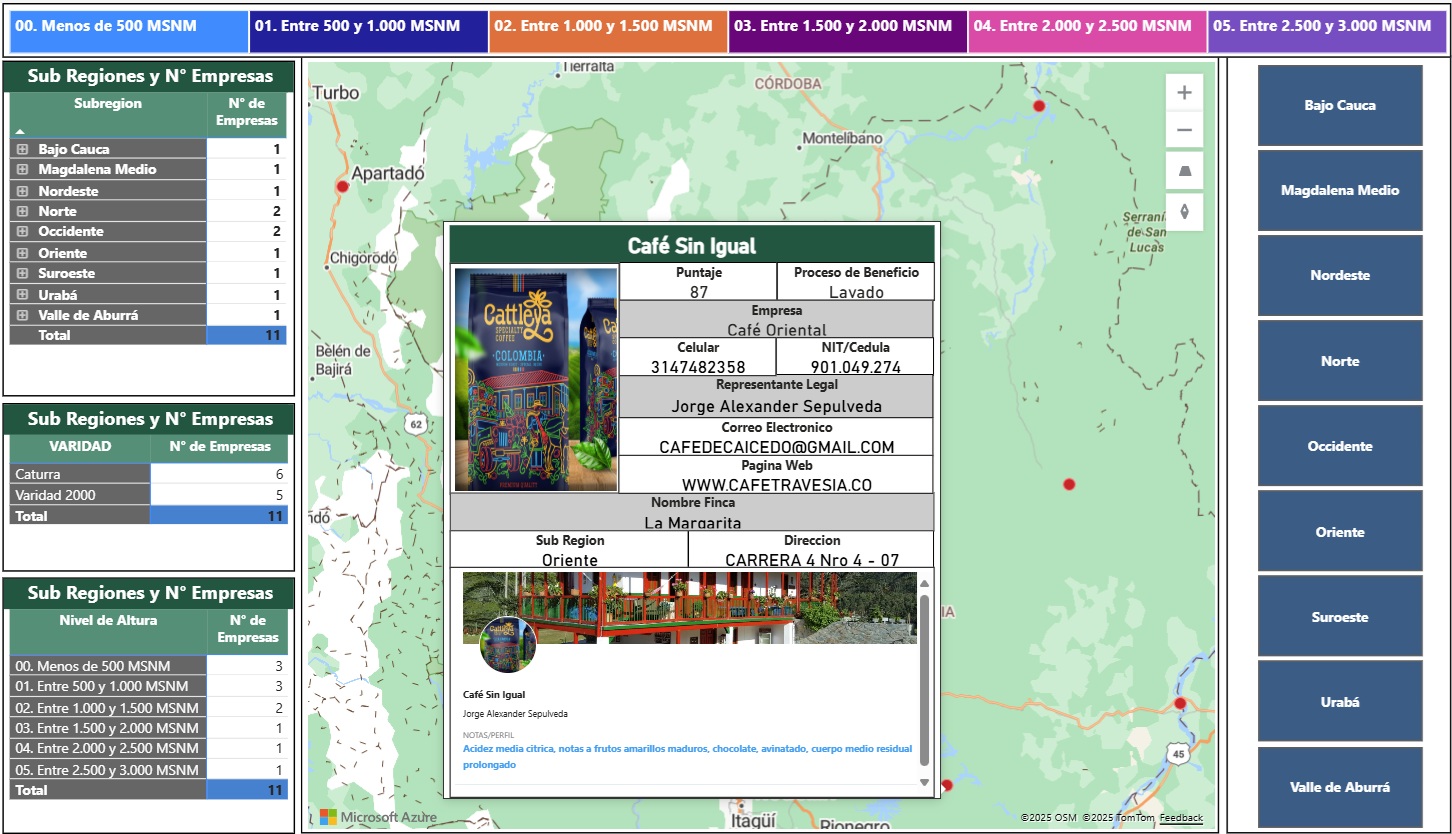 00. Menos de 500 MSNM
01. Entre 500 y 1.000 MSNM
02. Entre 1.000 y 1.500 MSNM
03. Entre 1.500 y 2.000 MSNM
04. Entre 2.000 y 2.500 MSNM
05. Entre 2.500 y 3.000 MSNM
Sub Regiones y N° Empresas
Subregion
N° de
Empresas
Bajo Cauca 1
Magdalena Medio 1
Nordeste 1
Norte 2
Occidente 2
Oriente 1
Suroeste 1
Urabá 1
Valle de Aburrá 1
Total 11
Sub Regiones y N° Empresas
VARIDAD N° de Empresas
Caturra 6
Varidad 2000 5
Total 11
Sub Regiones y N° Empresas
Nivel de Altura
N° de
Empresas
00. Menos de 500 MSNM 3
01. Entre 500 y 1.000 MSNM 3
02. Entre 1.000 y 1.500 MSNM 2
03. Entre 1.500 y 2.000 MSNM 1
04. Entre 2.000 y 2.500 MSNM 1
05. Entre 2.500 y 3.000 MSNM 1
Total 11
Tierralta
Turbo
CÓRDOBA
Montelíbano
Apartadó
Serraní
de San
Lucas
Chigorodó
Belén de
Bajirá
62
ndó
IA
45
Itagüí
Rionegro
Microsoft Azure
©2025 OSM ©2025 TomTom Feedback
Café Sin Igual
Cattleya
SPECIALTY
COFFEE
COLOMBIA
PREMIUM QUALITY
Puntaje
87
Proceso de Beneficio
Lavado
Empresa
Café Oriental
Celular
3147482358
NIT/Cedula
901.049.274
Representante Legal
Jorge Alexander Sepulveda
Correo Electronico
CAFEDECAICEDO@GMAIL.COM
Pagina Web
WWW.CAFETRAVESIA.CO
Nombre Finca
La Margarita
Sub Region
Oriente
Direccion
CARRERA 4 Nro 4 - 07
Café Sin Igual
Jorge Alexander Sepulveda
NOTAS/PERFIL
Acidez media citrica, notas a frutos amarillos maduros, chocolate, avinatado, cuerpo medio residual
prolongado
Bajo Cauca
Magdalena Medio
Nordeste
Norte
Occidente
Oriente
Suroeste
Urabá
Valle de Aburrá